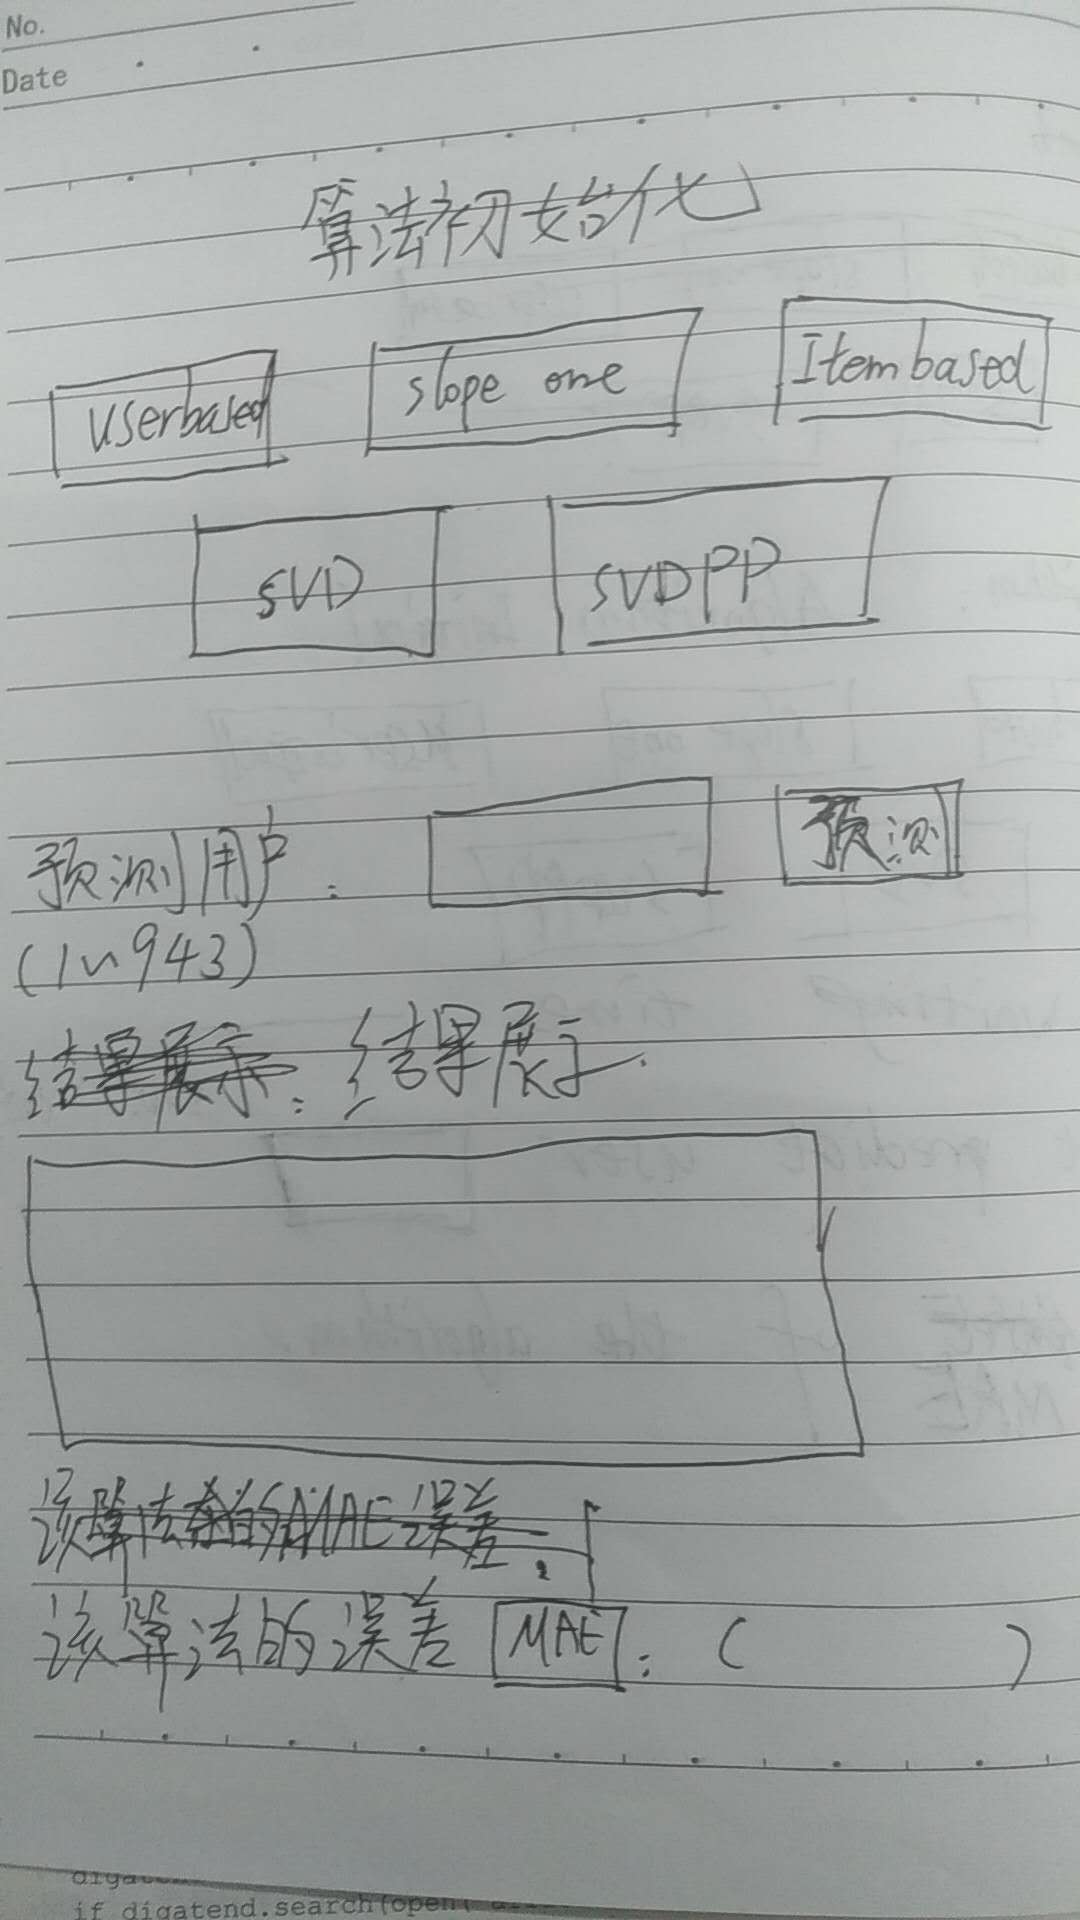 No.
Date
算法初始化
userbased slope one Itembased
SVD SVDPP
预测用户: 预测
(1~943)
结果展示: 结果展示.
该算法的MAE误差:
该算法的误差 MAE: ( )
if digatend.search(open(